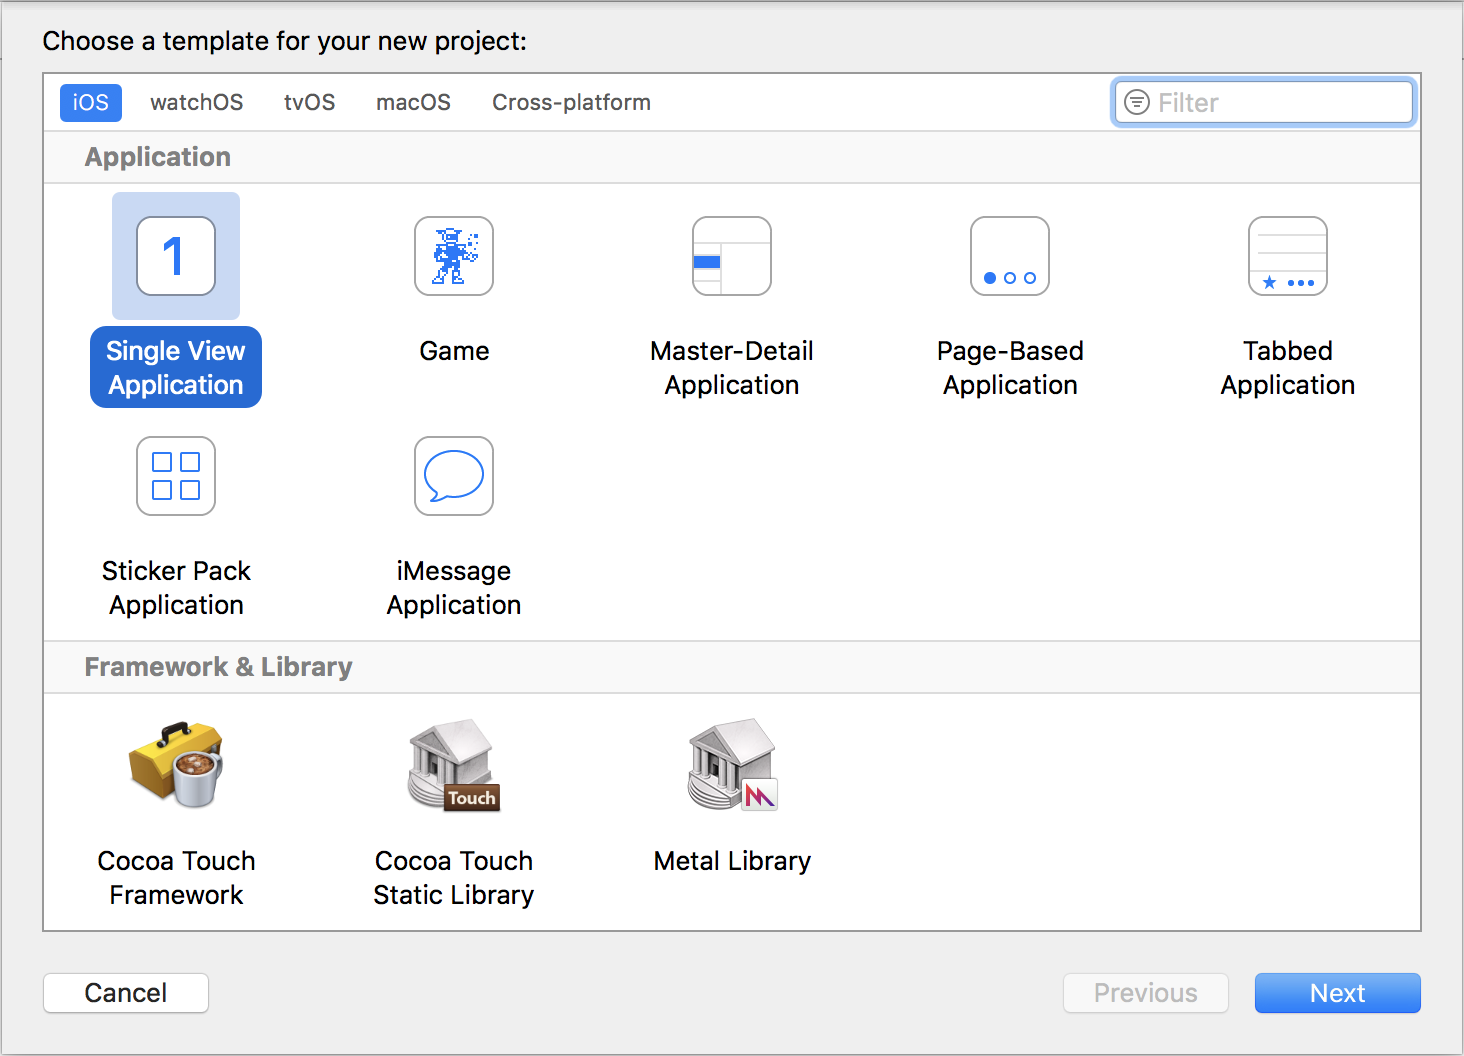 Choose a template for your new project:
iOS watchOS tvOS macOS Cross-platform Filter
Application
1
Single View
Application
Game
Master-Detail
Application
Page-Based
Application
Tabbed
Application
Sticker Pack
Application
iMessage
Application
Framework & Library
Touch
Cocoa Touch
Framework
Cocoa Touch
Static Library
Metal Library
Cancel Previous Next